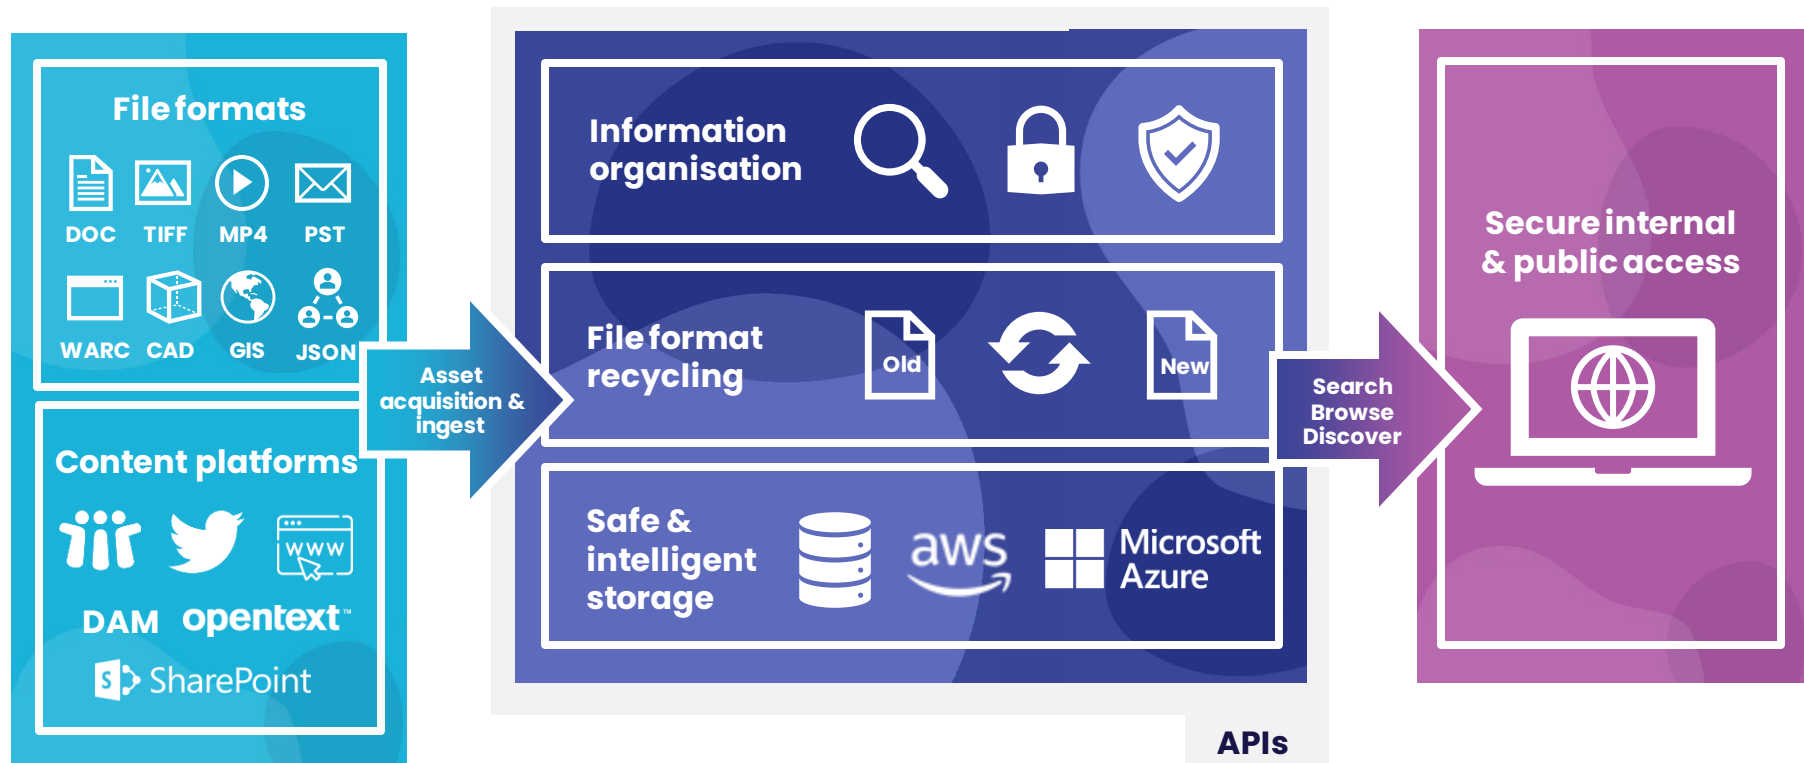 File formats
DOC TIFF MP4 PST
WARC CAD GIS JSON
Content platforms
www
DAM opentext™
S SharePoint
Asset
acquisition &
ingest
Information
organisation
File format
recycling
Old
New
Safe &
intelligent
storage
aws
Microsoft
Azure
APIs
Search
Browse
Discover
Secure internal
& public access